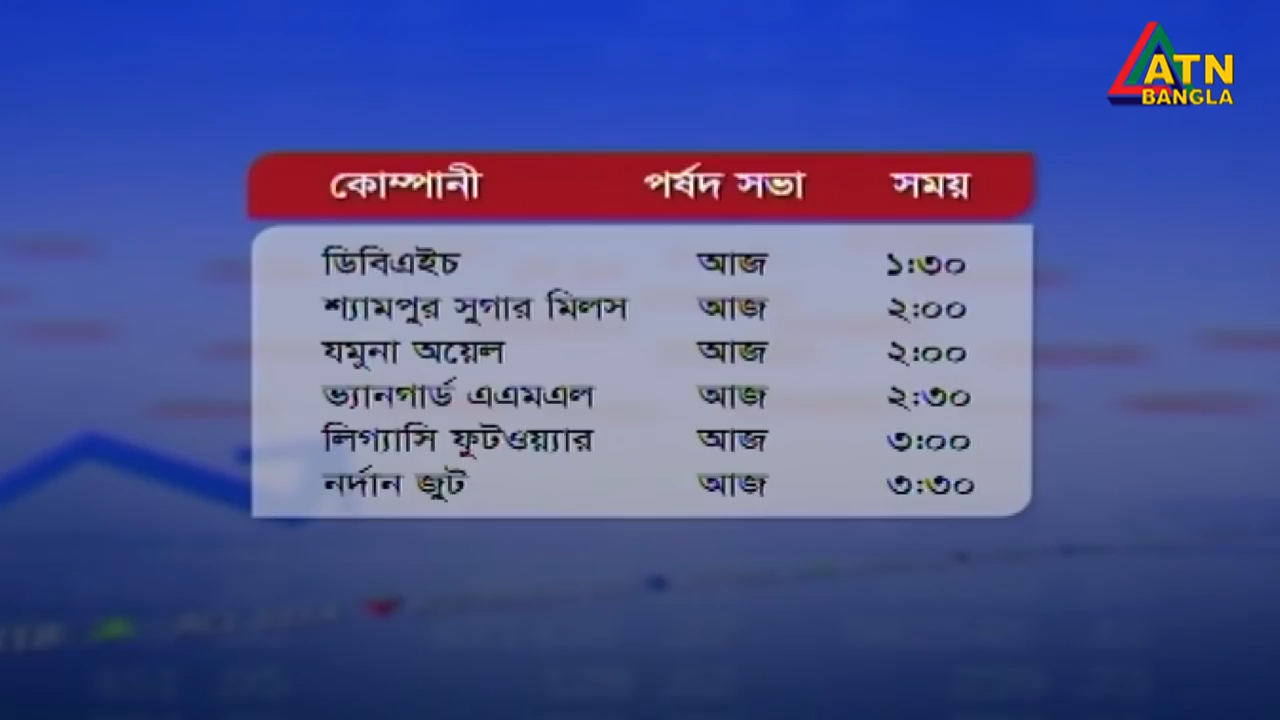 ATN
BANGLA
কোম্পানী পর্ষদ সভা সময়
ডিবিএইচ আজ ১:৩০
শ্যামপুর সুগার মিলস আজ ২:০০
যমুনা অয়েল আজ ২:০০
ভ্যানগার্ড এএমএল আজ ২:৩০
লিগ্যাসি ফুটওয়্যার আজ ৩:০০
নর্দান জুট আজ ৩:৩০